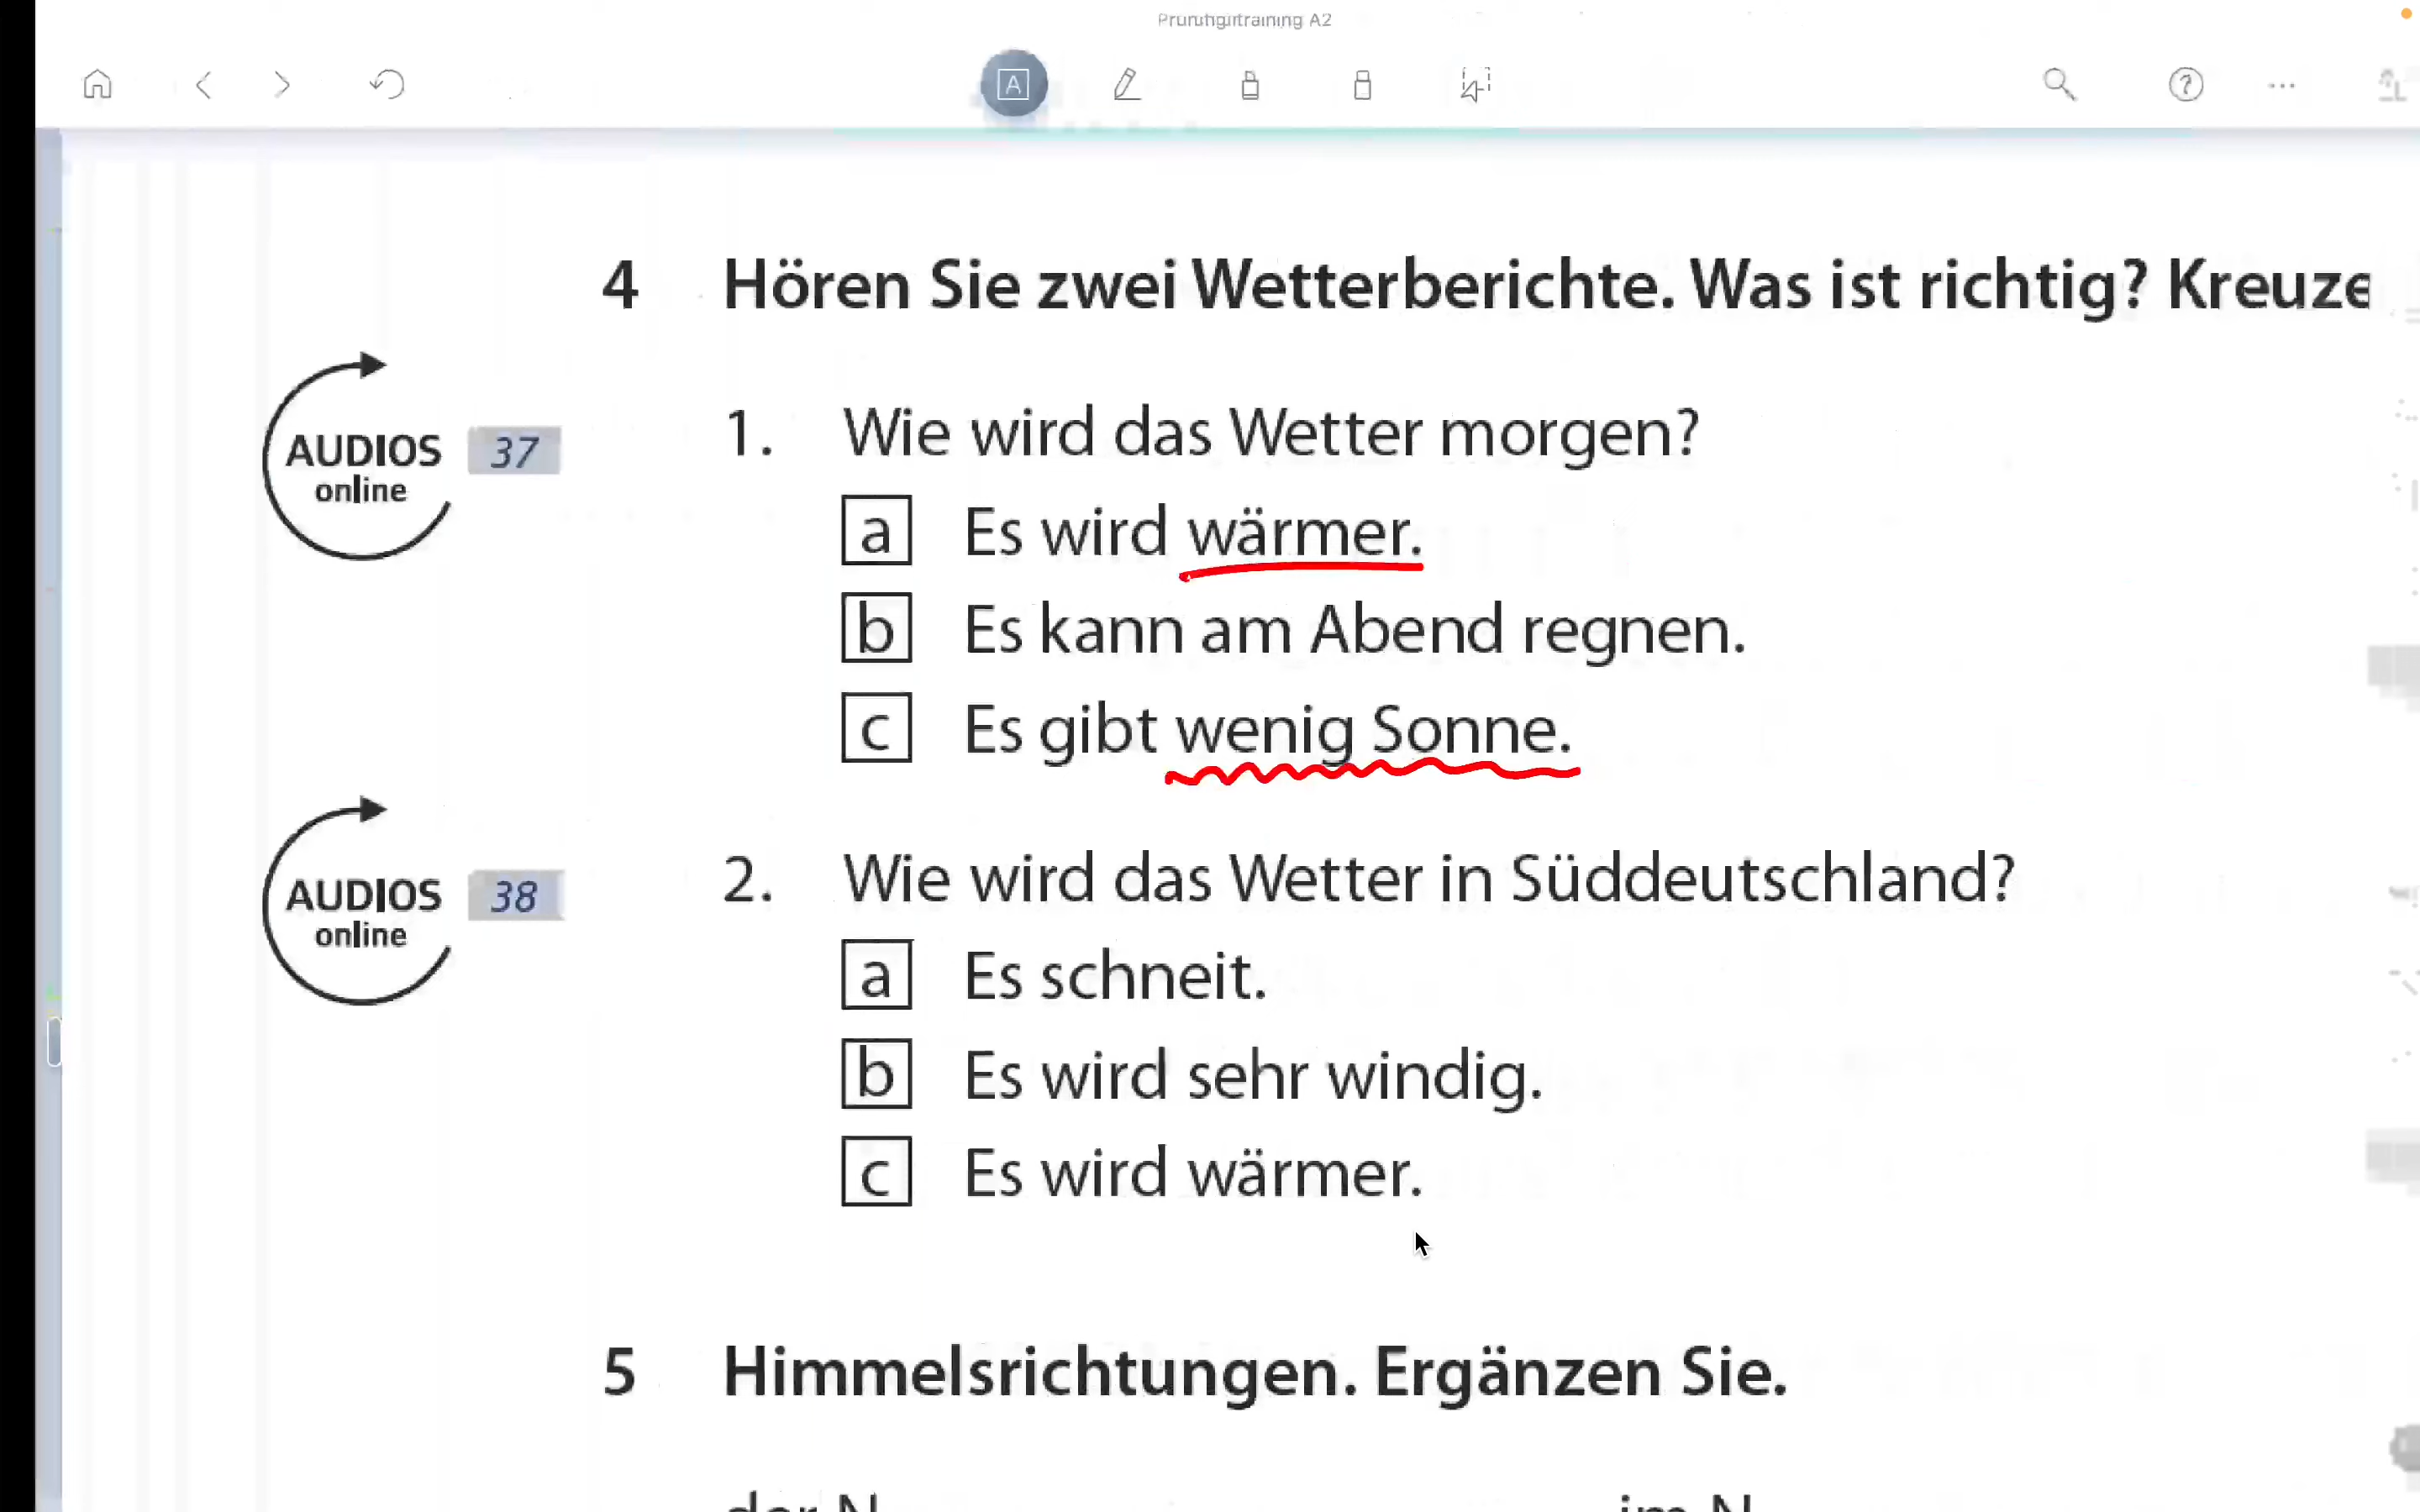 A
4 Hören Sie zwei Wetterberichte. Was ist richtig? Kreuze
AUDIOS online 37
1. Wie wird das Wetter morgen?
a Es wird wärmer.
b Es kann am Abend regnen.
c Es gibt wenig Sonne.
AUDIOS online 38
2. Wie wird das Wetter in Süddeutschland?
a Es schneit.
b Es wird sehr windig.
c Es wird wärmer.
5 Himmelsrichtungen. Ergänzen Sie.
der N
im N